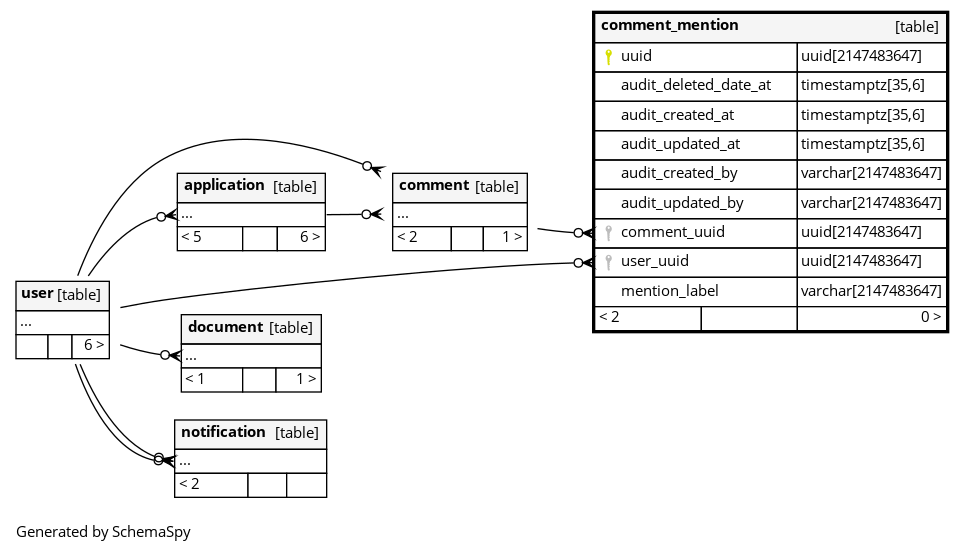 comment_mention [table]
uuid uuid[2147483647]
audit_deleted_date_at timestamptz[35,6]
audit_created_at timestamptz[35,6]
audit_updated_at timestamptz[35,6]
audit_created_by varchar[2147483647]
audit_updated_by varchar[2147483647]
comment_uuid uuid[2147483647]
user_uuid uuid[2147483647]
mention_label varchar[2147483647]
< 2 0 >
application [table]
...
< 5 6 >
comment [table]
...
< 2 1 >
user [table]
...
6 >
document [table]
...
< 1 1 >
notification [table]
...
< 2
Generated by SchemaSpy